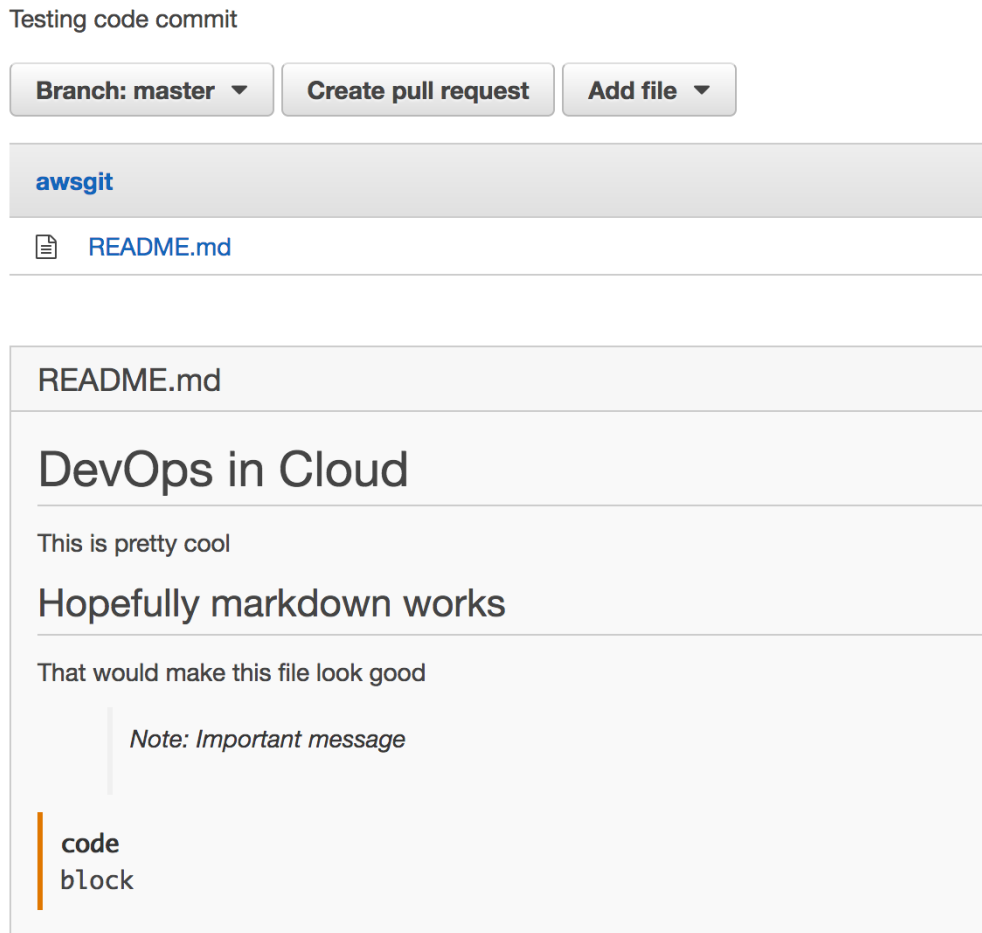 Testing code commit
Branch: master Create pull request Add file
awsgit
README.md
README.md
DevOps in Cloud
This is pretty cool
Hopefully markdown works
That would make this file look good
Note: Important message
code
block